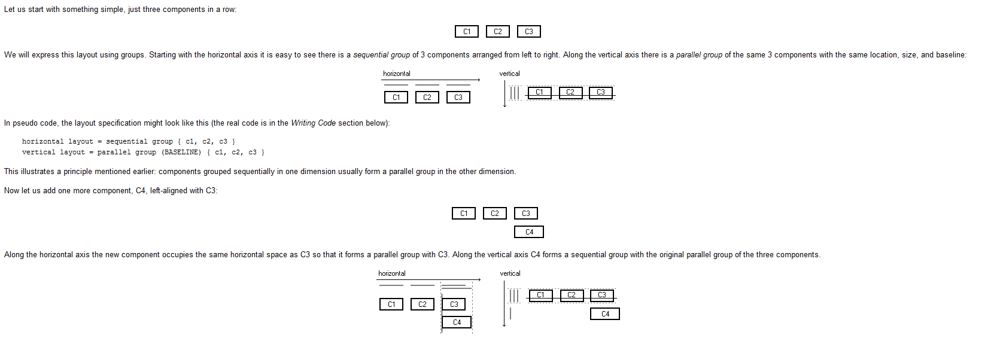 Let us start with something simple, just three components in a row:
C1 C2 C3
We will express this layout using groups. Starting with the horizontal axis it is easy to see there is a sequential group of 3 components arranged from left to right. Along the vertical axis there is a parallel group of the same 3 components with the same location, size, and baseline:
horizontal vertical
C1 C2 C3 C1 C2 C3
In pseudo code, the layout specification might look like this (the real code is in the Writing Code section below):
horizontal layout = sequential group { c1, c2, c3 }
vertical layout = parallel group (BASELINE) { c1, c2, c3 }
This illustrates a principle mentioned earlier: components grouped sequentially in one dimension usually form a parallel group in the other dimension.
Now let us add one more component, C4, left-aligned with C3:
C1 C2 C3
C4
Along the horizontal axis the new component occupies the same horizontal space as C3 so that it forms a parallel group with C3. Along the vertical axis C4 forms a sequential group with the original parallel group of the three components.
horizontal vertical
C1 C2 C3 C1 C2 C3
C4 C4